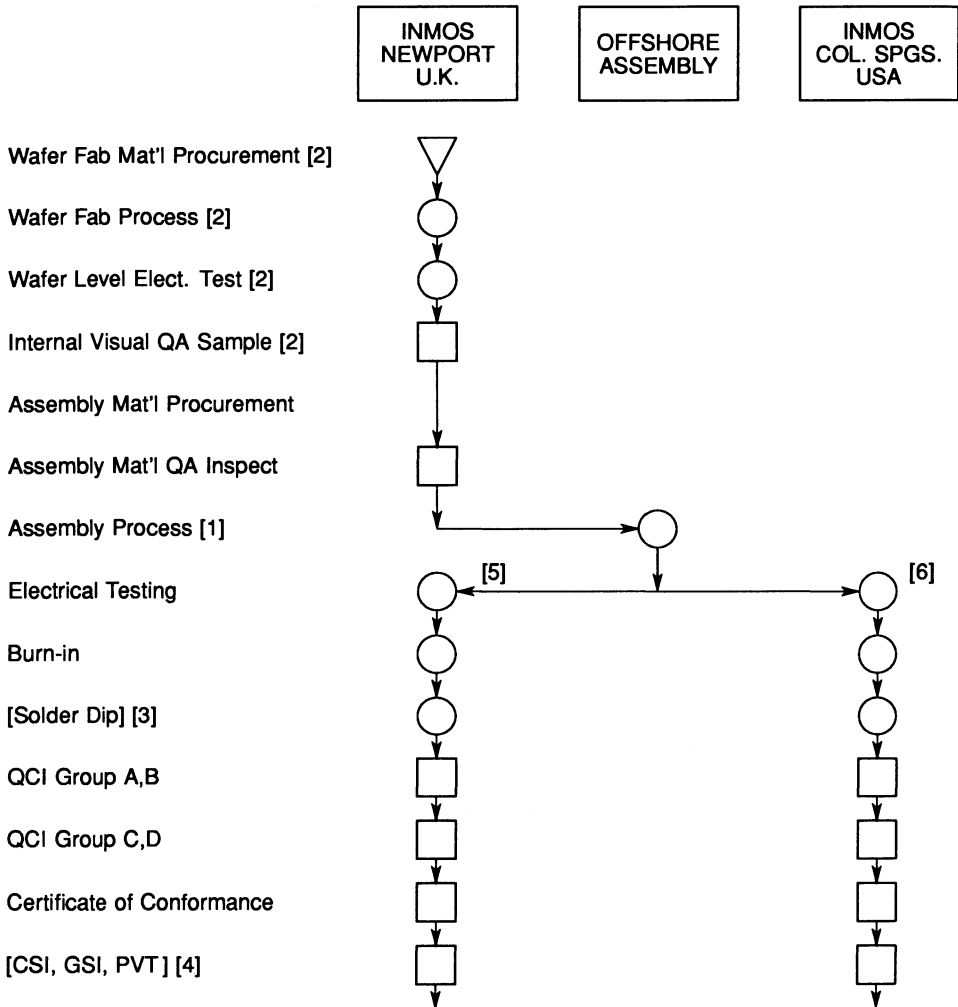 INMOS
NEWPORT
U.K.
OFFSHORE
ASSEMBLY
INMOS
COL. SPGS.
USA
Wafer Fab Mat'l Procurement [2]
Wafer Fab Process [2]
Wafer Level Elect. Test [2]
Internal Visual QA Sample [2]
Assembly Mat'l Procurement
Assembly Mat'l QA Inspect
Assembly Process [1]
Electrical Testing
[5]
[6]
Burn-in
[Solder Dip] [3]
QCI Group A,B
QCI Group C,D
Certificate of Conformance
[CSI, GSI, PVT] [4]